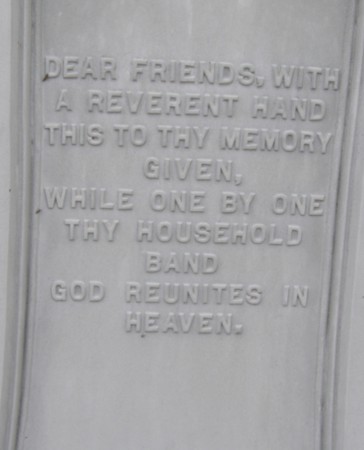 DEAR FRIENDS, WITH
A REVERENT HAND
THIS TO THY MEMORY
GIVEN,
WHILE ONE BY ONE
THY HOUSEHOLD
BAND
GOD REUNITES IN
HEAVEN.